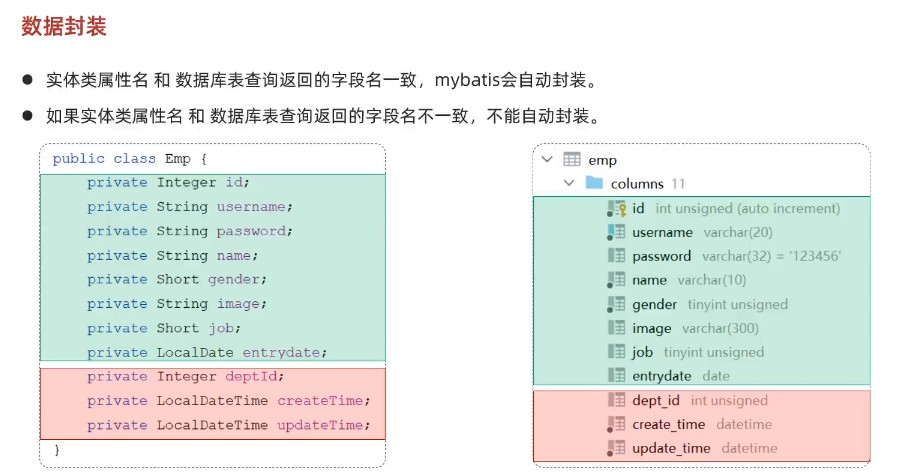 数据封装
● 实体类属性名 和 数据库表查询返回的字段名一致，mybatis会自动封装。
● 如果实体类属性名 和 数据库表查询返回的字段名不一致，不能自动封装。
public class Emp {
private Integer id;
private String username;
private String password;
private String name;
private Short gender;
private String image;
private Short job;
private LocalDate entrydate;
private Integer deptId;
private LocalDateTime createTime;
private LocalDateTime updateTime;
}
emp
columns 11
id int unsigned (auto increment)
username varchar(20)
password varchar(32) = '123456'
name varchar(10)
gender tinyint unsigned
image varchar(300)
job tinyint unsigned
entrydate date
dept_id int unsigned
create_time datetime
update_time datetime